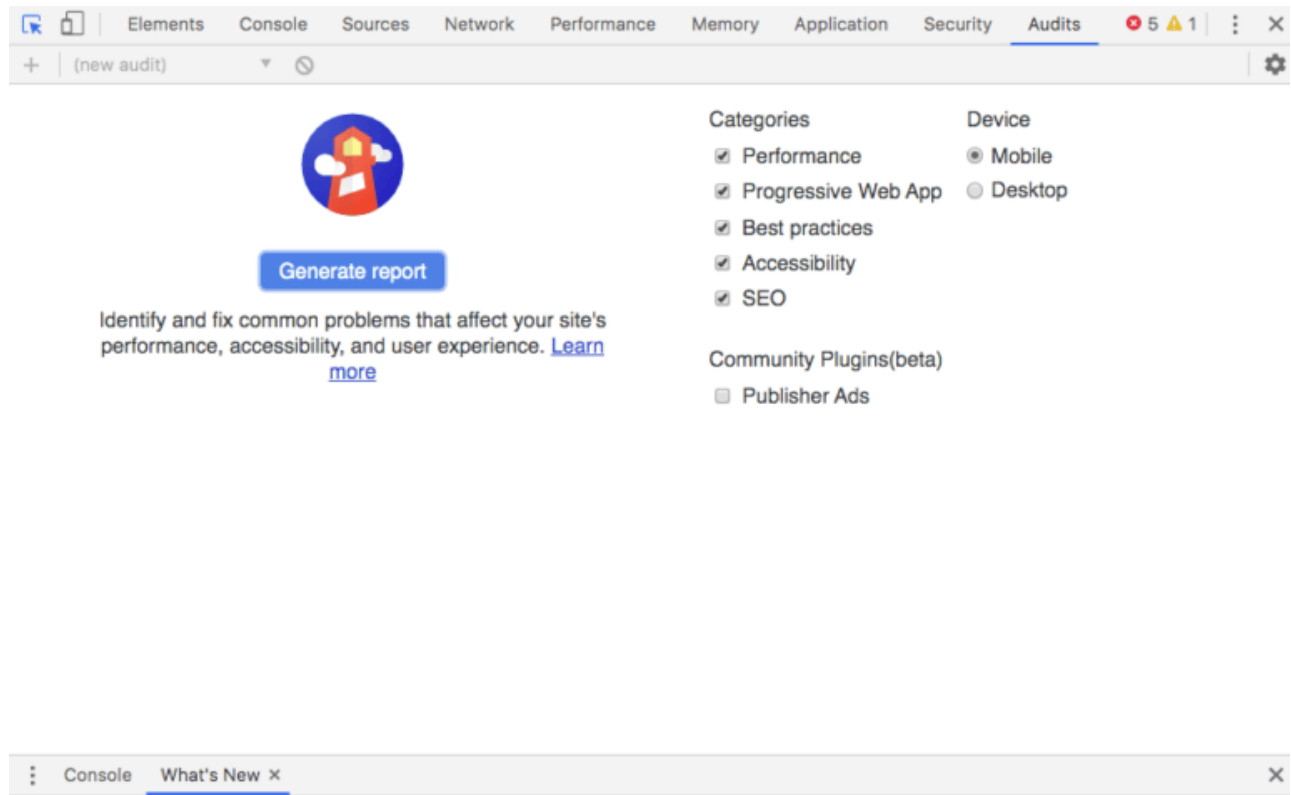 Elements Console Sources Network Performance Memory Application Security Audits 5 1
(new audit)
Categories Device
Performance Mobile
Progressive Web App Desktop
Best practices
Accessibility
SEO
Generate report
Identify and fix common problems that affect your site's
performance, accessibility, and user experience. Learn
more
Community Plugins(beta)
Publisher Ads
Console What's New